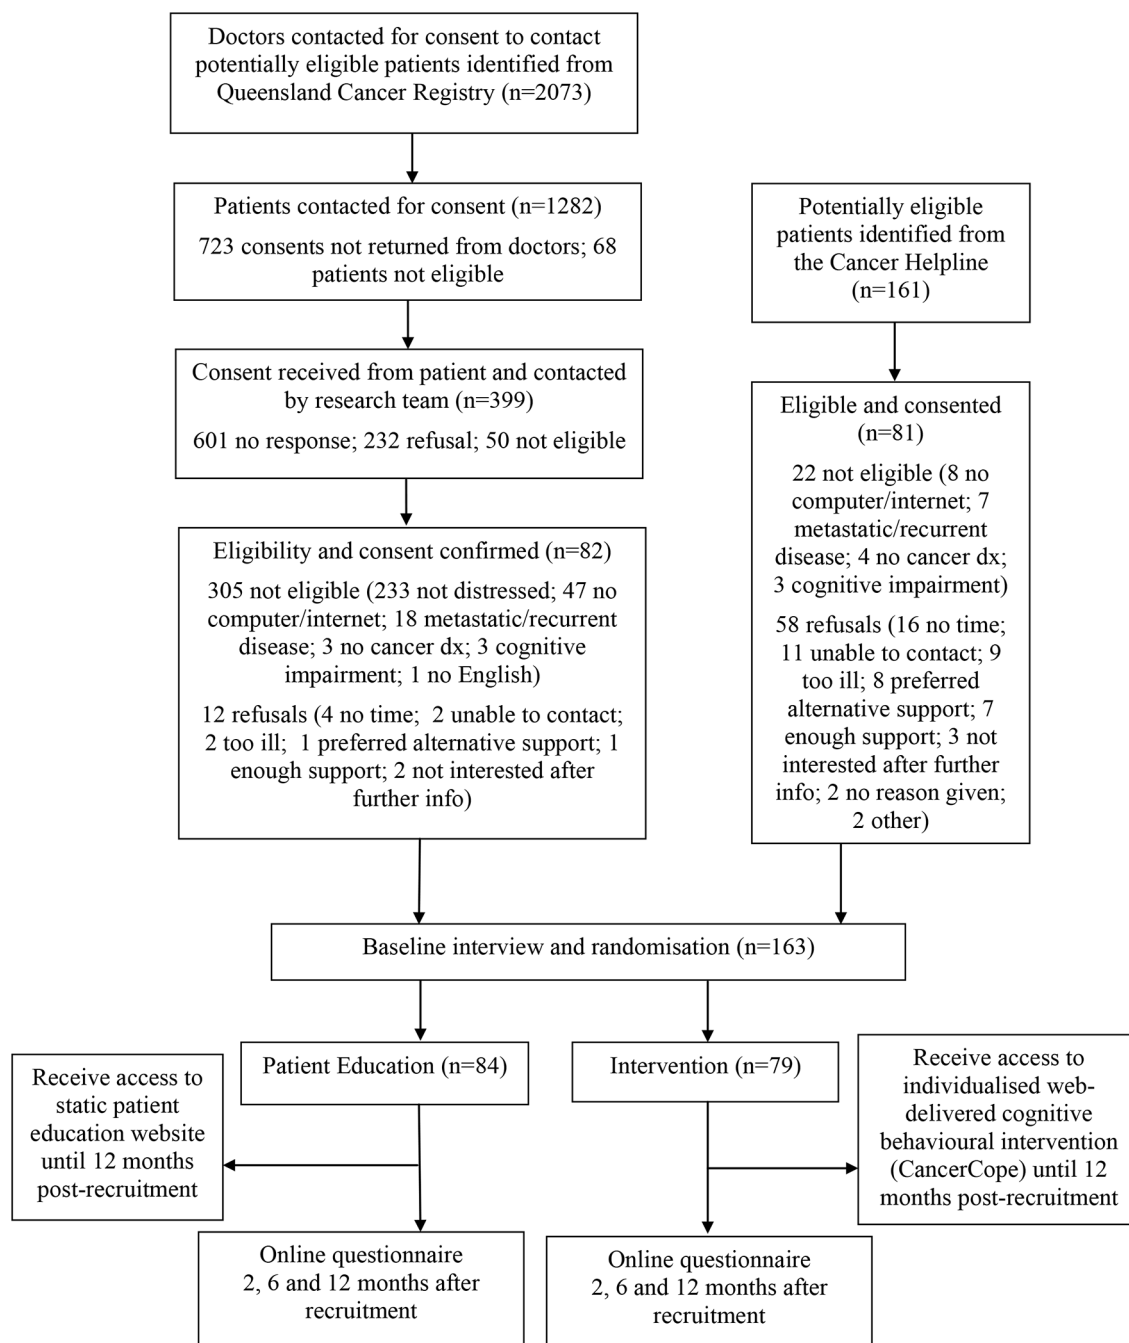 Doctors contacted for consent to contact
potentially eligible patients identified from
Queensland Cancer Registry (n=2073)
Patients contacted for consent (n=1282)
723 consents not returned from doctors; 68
patients not eligible
Potentially eligible
patients identified from
the Cancer Helpline
(n=161)
Consent received from patient and contacted
by research team (n=399)
601 no response; 232 refusal; 50 not eligible
Eligible and consented
(n=81)
22 not eligible (8 no
computer/internet; 7
metastatic/recurrent
disease; 4 no cancer dx;
3 cognitive impairment)
58 refusals (16 no time;
11 unable to contact; 9
too ill; 8 preferred
alternative support; 7
enough support; 3 not
interested after further
info; 2 no reason given;
2 other)
Eligibility and consent confirmed (n=82)
305 not eligible (233 not distressed; 47 no
computer/internet; 18 metastatic/recurrent
disease; 3 no cancer dx; 3 cognitive
impairment; 1 no English)
12 refusals (4 no time; 2 unable to contact;
2 too ill; 1 preferred alternative support; 1
enough support; 2 not interested after
further info)
Baseline interview and randomisation (n=163)
Patient Education (n=84)
Intervention (n=79)
Receive access to
static patient
education website
until 12 months
post-recruitment
Receive access to
individualised web-
delivered cognitive
behavioural intervention
(CancerCope) until 12
months post-recruitment
Online questionnaire
2, 6 and 12 months after
recruitment
Online questionnaire
2, 6 and 12 months after
recruitment